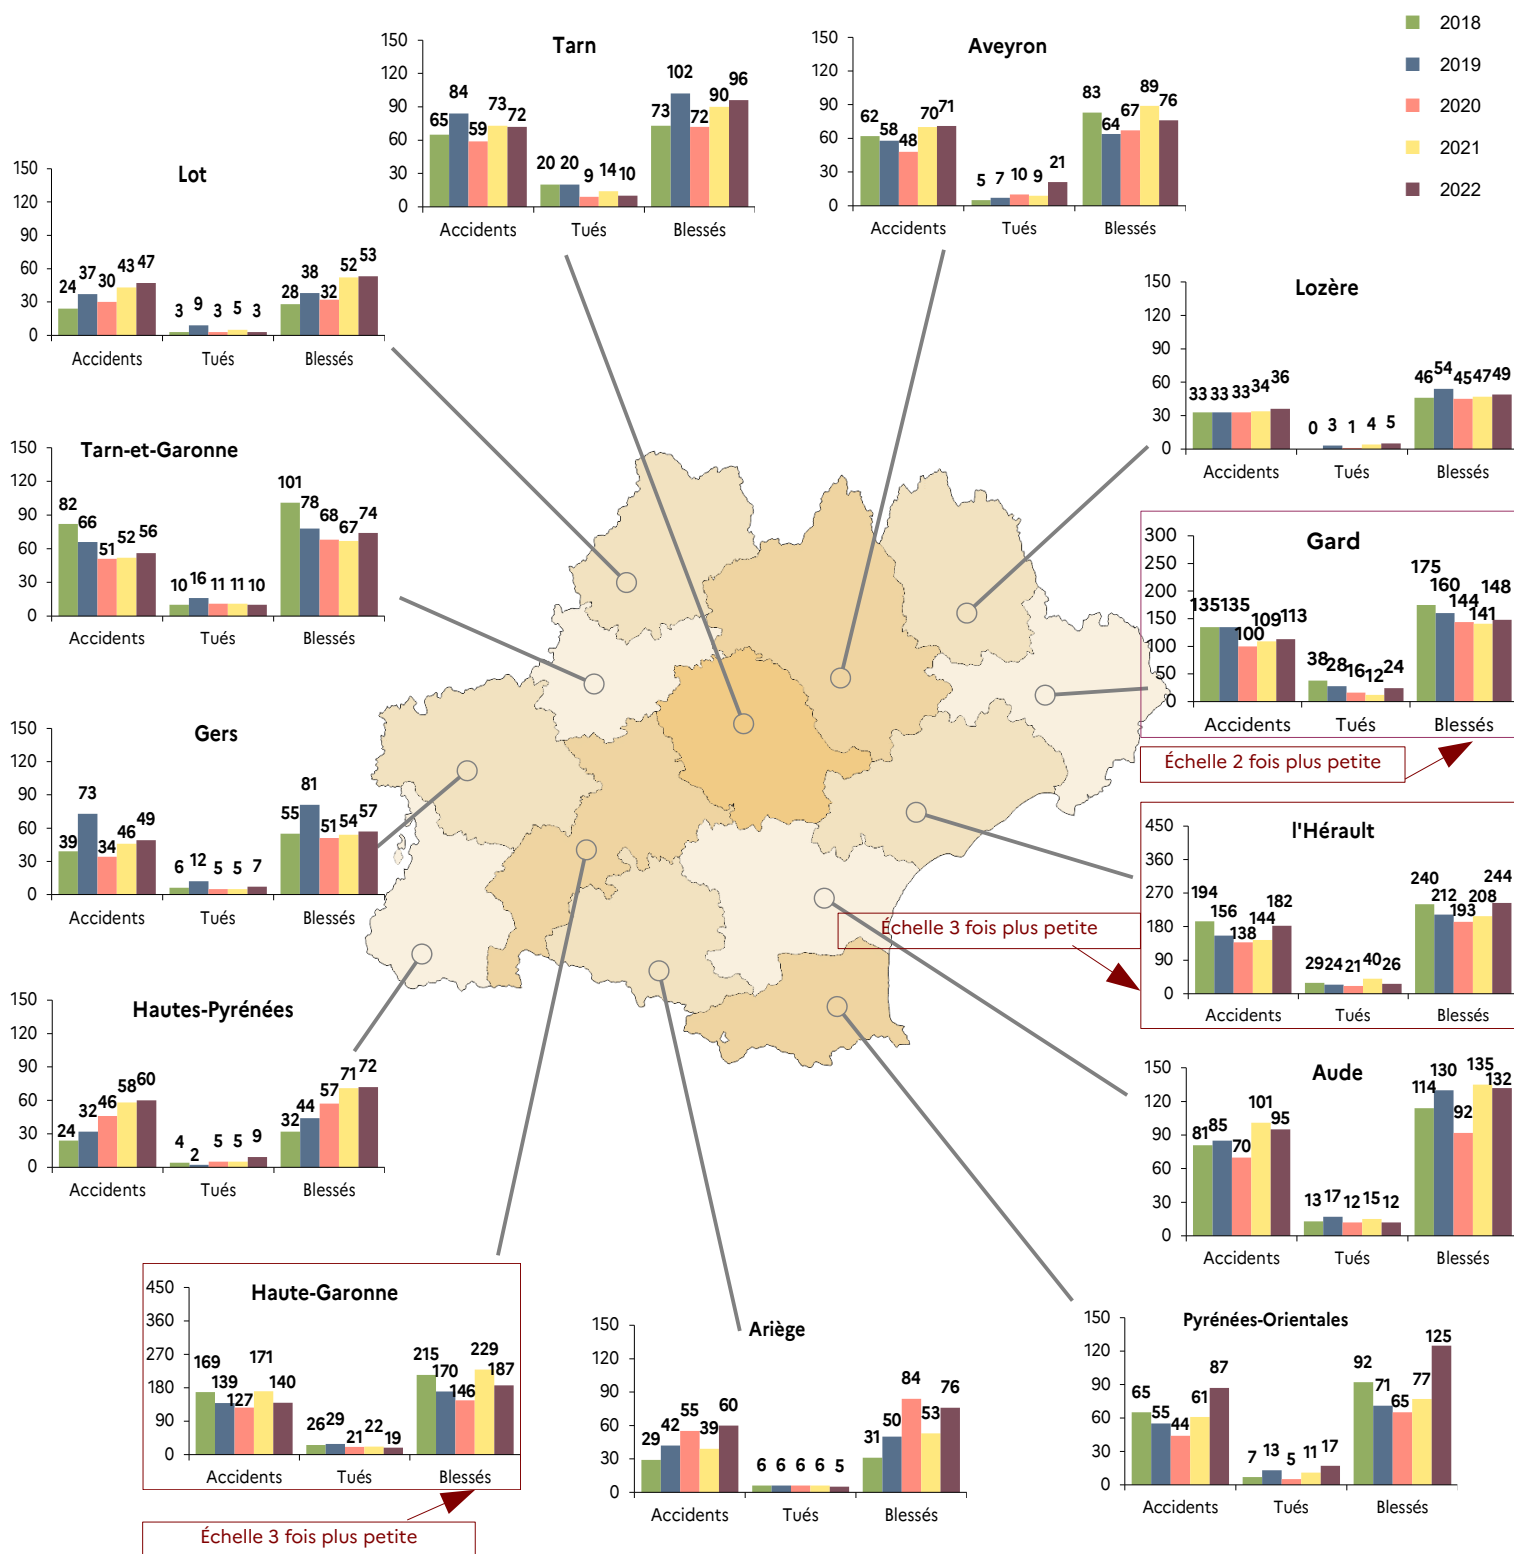 2018
2019
2020
2021
2022
Tarn
150
120
90
60
30
0
65 84 59 73 72
20 20 9 14 10
73 102 72 90 96
Accidents Tués Blessés
Aveyron
150
120
90
60
30
0
62 58 48 70 71
5 7 10 9 21
83 64 67 89 76
Accidents Tués Blessés
Lot
150
120
90
60
30
0
24 37 30 43 47
3 9 3 5 3
28 38 32 52 53
Accidents Tués Blessés
Lozère
150
120
90
60
30
0
33 33 33 34 36
0 3 1 4 5
46 54 45 47 49
Accidents Tués Blessés
Tarn-et-Garonne
150
120
90
60
30
0
82 66 51 52 56
10 16 11 11 10
101 78 68 67 74
Accidents Tués Blessés
Gard
300
250
200
150
100
50
0
135 135 100 109 113
38 28 16 12 24
175 160 144 141 148
Accidents Tués Blessés
Échelle 2 fois plus petite
Gers
150
120
90
60
30
0
39 73 34 46 49
6 12 5 5 7
55 81 51 54 57
Accidents Tués Blessés
l'Hérault
450
360
270
180
90
0
194 156 138 144 182
29 24 21 40 26
240 212 193 208 244
Accidents Tués Blessés
Échelle 3 fois plus petite
Hautes-Pyrénées
150
120
90
60
30
0
24 32 46 58 60
4 2 5 5 9
32 44 57 71 72
Accidents Tués Blessés
Aude
150
120
90
60
30
0
81 85 70 101 95
13 17 12 15 12
114 130 92 135 132
Accidents Tués Blessés
Haute-Garonne
450
360
270
180
90
0
169 139 127 171 140
26 29 21 22 19
215 170 146 229 187
Accidents Tués Blessés
Échelle 3 fois plus petite
Ariège
150
120
90
60
30
0
29 42 55 39 60
6 6 6 6 5
31 50 84 53 76
Accidents Tués Blessés
Pyrénées-Orientales
150
120
90
60
30
0
65 55 44 61 87
7 13 5 11 17
92 71 65 77 125
Accidents Tués Blessés